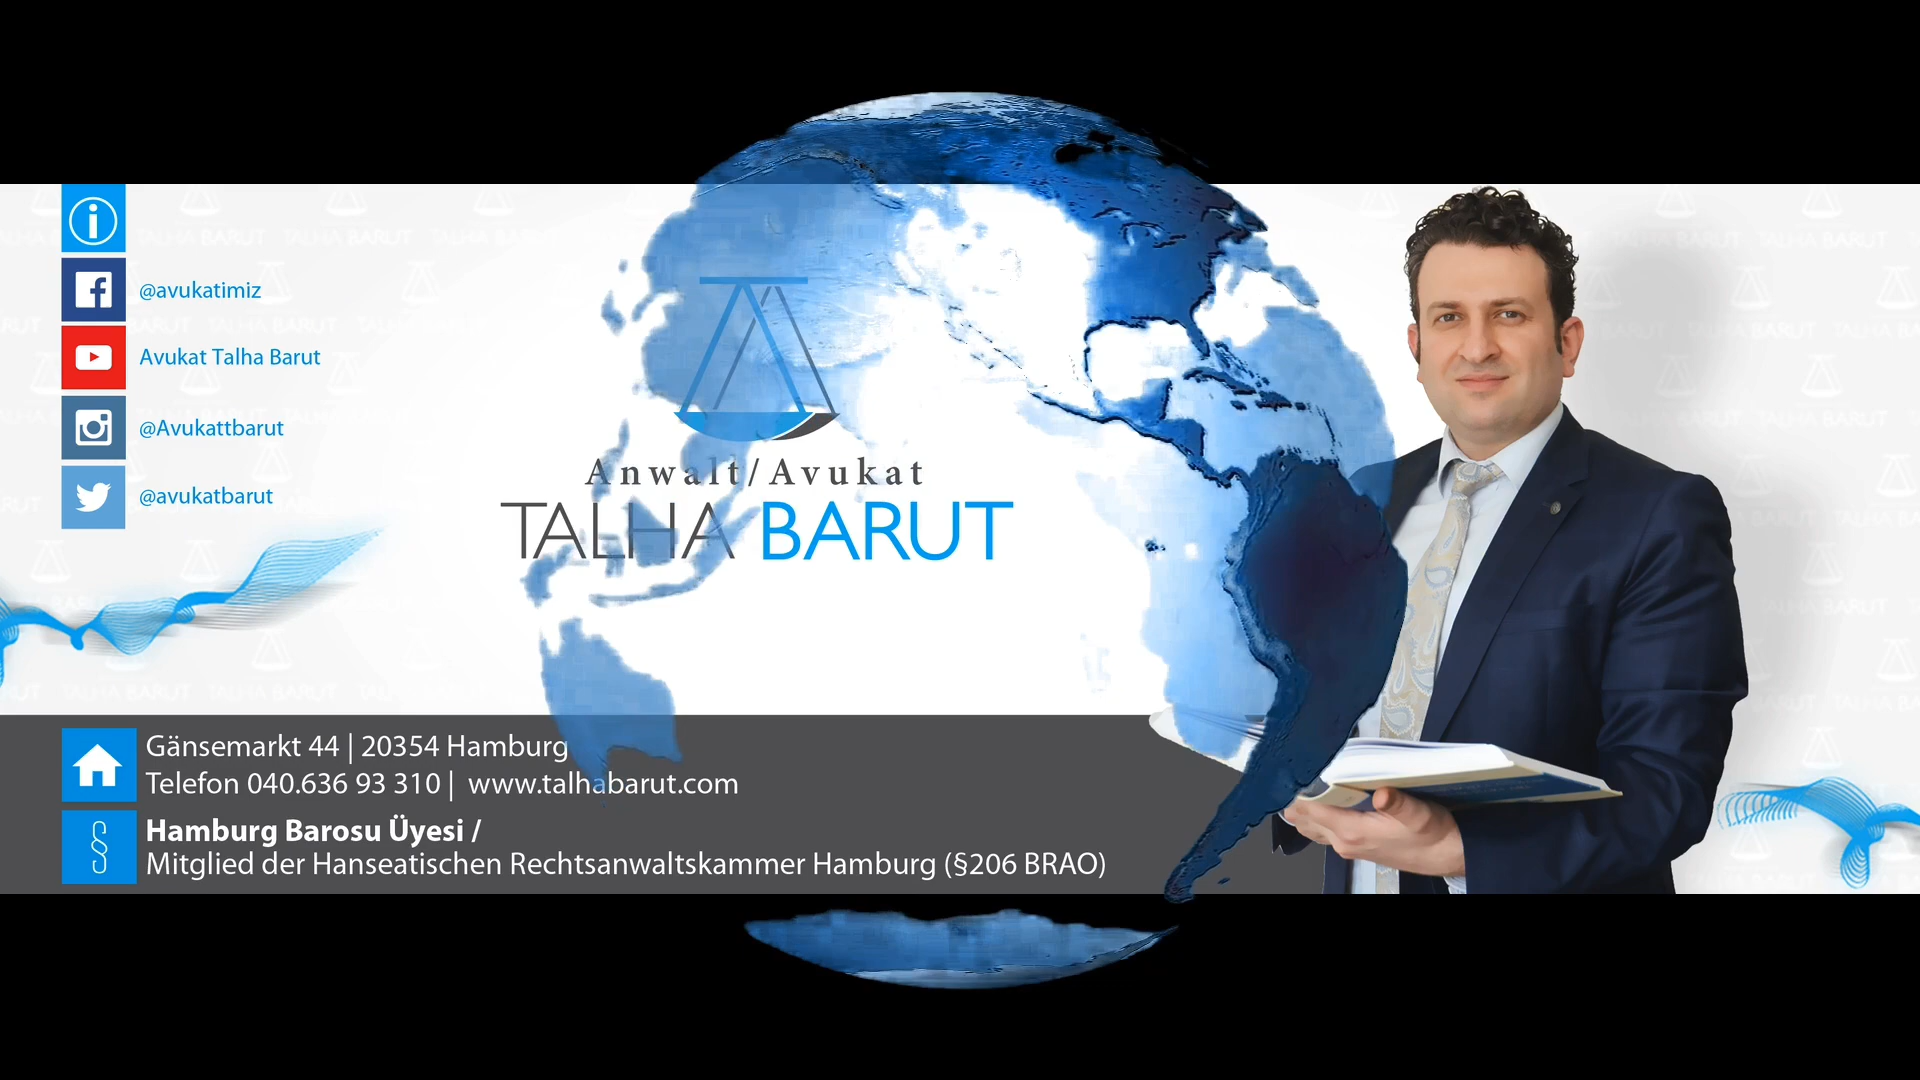 @avukatimiz
Avukat Talha Barut
@Avukattbarut
@avukatbarut
Anwalt/Avukat
TALHA BARUT
Gänsemarkt 44 | 20354 Hamburg
Telefon 040.636 93 310 | www.talhabarut.com
§
Hamburg Barosu Üyesi /
Mitglied der Hanseatischen Rechtsanwaltskammer Hamburg (§206 BRAO)